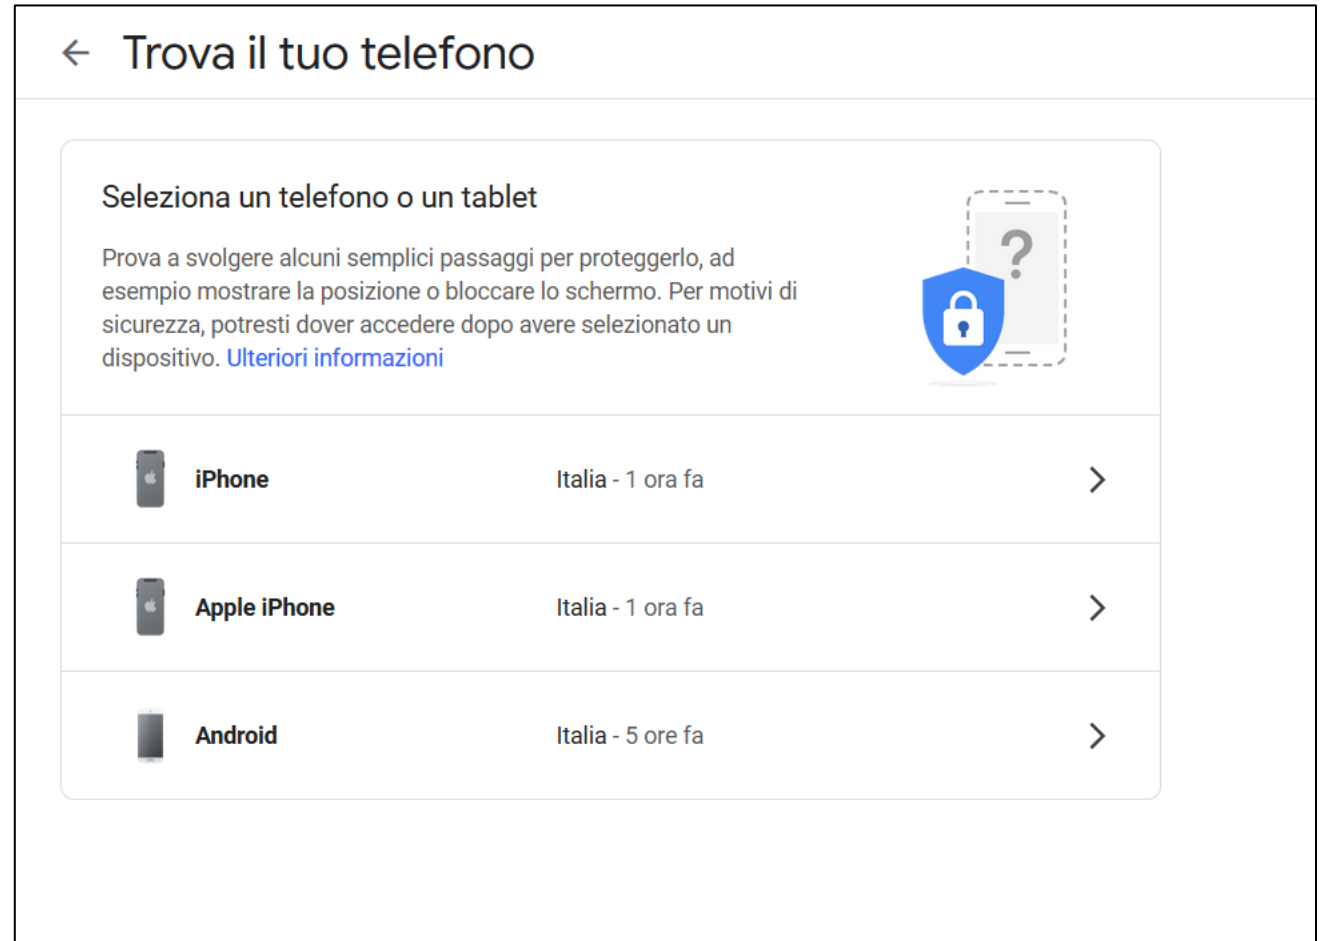 Trova il tuo telefono
Seleziona un telefono o un tablet
Prova a svolgere alcuni semplici passaggi per proteggerlo, ad
esempio mostrare la posizione o bloccare lo schermo. Per motivi di
sicurezza, potresti dover accedere dopo avere selezionato un
dispositivo. Ulteriori informazioni
?
iPhone Italia - 1 ora fa
Apple iPhone Italia - 1 ora fa
Android Italia - 5 ore fa